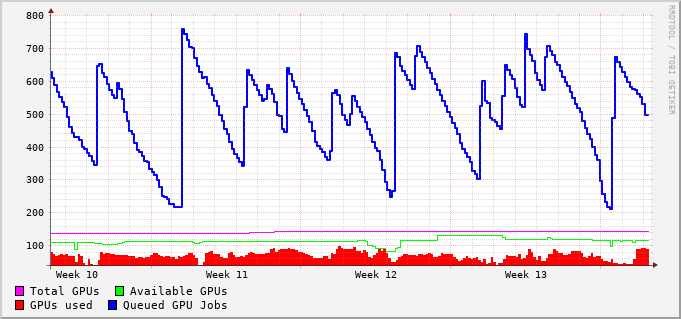 800
700
600
500
400
300
200
100
Week 10 Week 11 Week 12 Week 13
Total GPUs Available GPUs
GPUs used Queued GPU Jobs
RRDTOOL / TOBI OETIKER